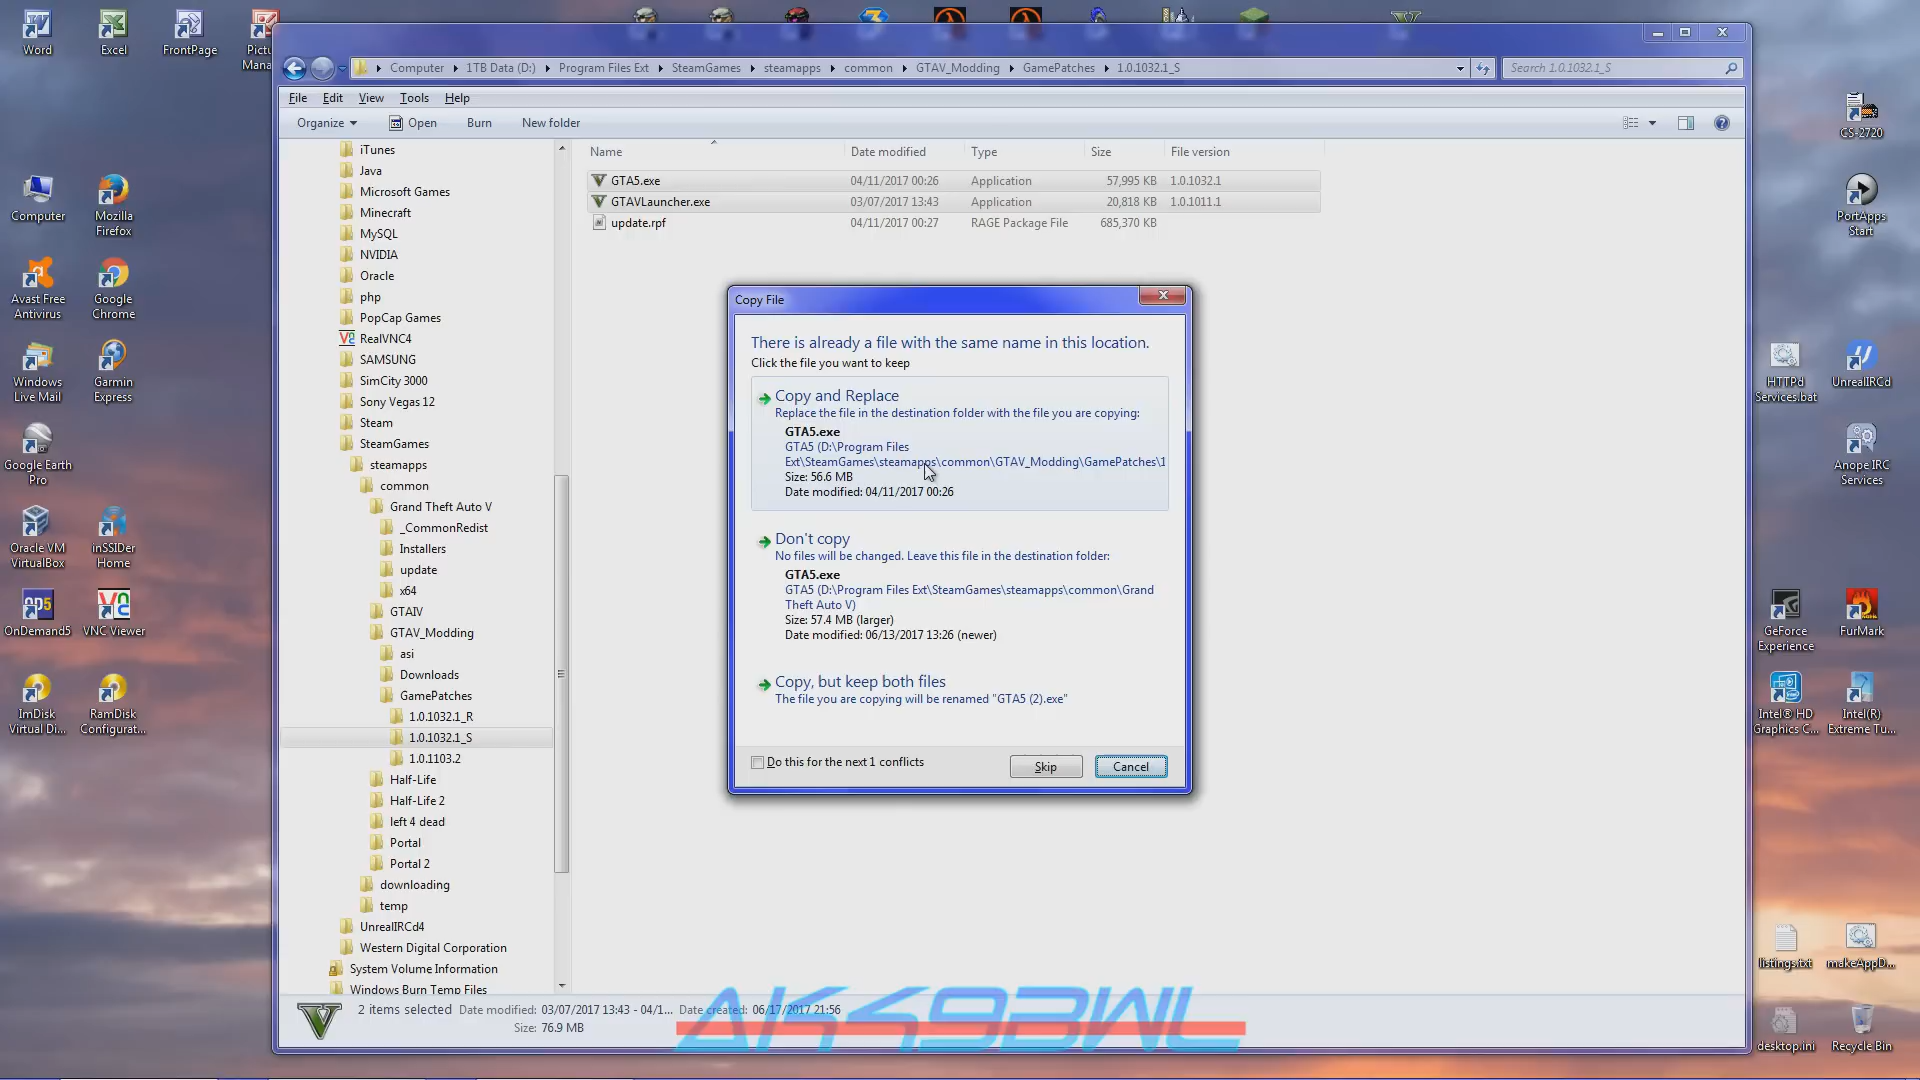 Word
Excel
FrontPage
Pictu
Mana
Computer
1TB Data (D:)
Program Files Ext
SteamGames
steamapps
common
GTAV_Modding
GamePatches
1.0.1032.1_S
Search 1.0.1032.1_S
File
Edit
View
Tools
Help
Organize
Open
Burn
New folder
iTunes
Java
Microsoft Games
Minecraft
MySQL
NVIDIA
Oracle
php
PopCap Games
RealVNC4
SAMSUNG
SimCity 3000
Sony Vegas 12
Steam
SteamGames
steamapps
common
Grand Theft Auto V
_CommonRedist
Installers
update
x64
GTAIV
GTAV_Modding
asi
Downloads
GamePatches
1.0.1032.1_R
1.0.1032.1_S
1.0.1103.2
Half-Life
Half-Life 2
left 4 dead
Portal
Portal 2
downloading
temp
UnrealIRCd4
Western Digital Corporation
System Volume Information
Windows Burn Temp Files
Name
Date modified
Type
Size
File version
GTA5.exe
04/11/2017 00:26
Application
57,995 KB
1.0.1032.1
GTAVLauncher.exe
03/07/2017 13:43
Application
20,818 KB
1.0.1011.1
update.rpf
04/11/2017 00:27
RAGE Package File
685,370 KB
Copy File
There is already a file with the same name in this location.
Click the file you want to keep
Copy and Replace
Replace the file in the destination folder with the file you are copying:
GTA5.exe
GTA5 (D:\Program Files
Ext\SteamGames\steamapps\common\GTAV_Modding\GamePatches\1
Size: 56.6 MB
Date modified: 04/11/2017 00:26
Don't copy
No files will be changed. Leave this file in the destination folder:
GTA5.exe
GTA5 (D:\Program Files Ext\SteamGames\steamapps\common\Grand
Theft Auto V)
Size: 57.4 MB (larger)
Date modified: 06/13/2017 13:26 (newer)
Copy, but keep both files
The file you are copying will be renamed "GTA5 (2).exe"
Do this for the next 1 conflicts
Skip
Cancel
2 items selected
Date modified: 03/07/2017 13:43 - 04/1...
Date created: 06/17/2017 21:56
Size: 76.9 MB
AK49BWL
Computer
Mozilla
Firefox
Avast Free
Antivirus
Google
Chrome
Windows
Live Mail
Garmin
Express
Google Earth
Pro
Oracle VM
VirtualBox
inSSIDer
Home
OnDemand5
VNC Viewer
ImDisk
Virtual Di...
RamDisk
Configurat...
CS-2720
PortApps
Start
HTTPd
Services.bat
UnrealIRCd
Anope IRC
Services
GeForce
Experience
FurMark
Intel® HD
Graphics C...
Intel(R)
Extreme Tu...
listings.txt
makeAppD...
desktop.ini
Recycle Bin